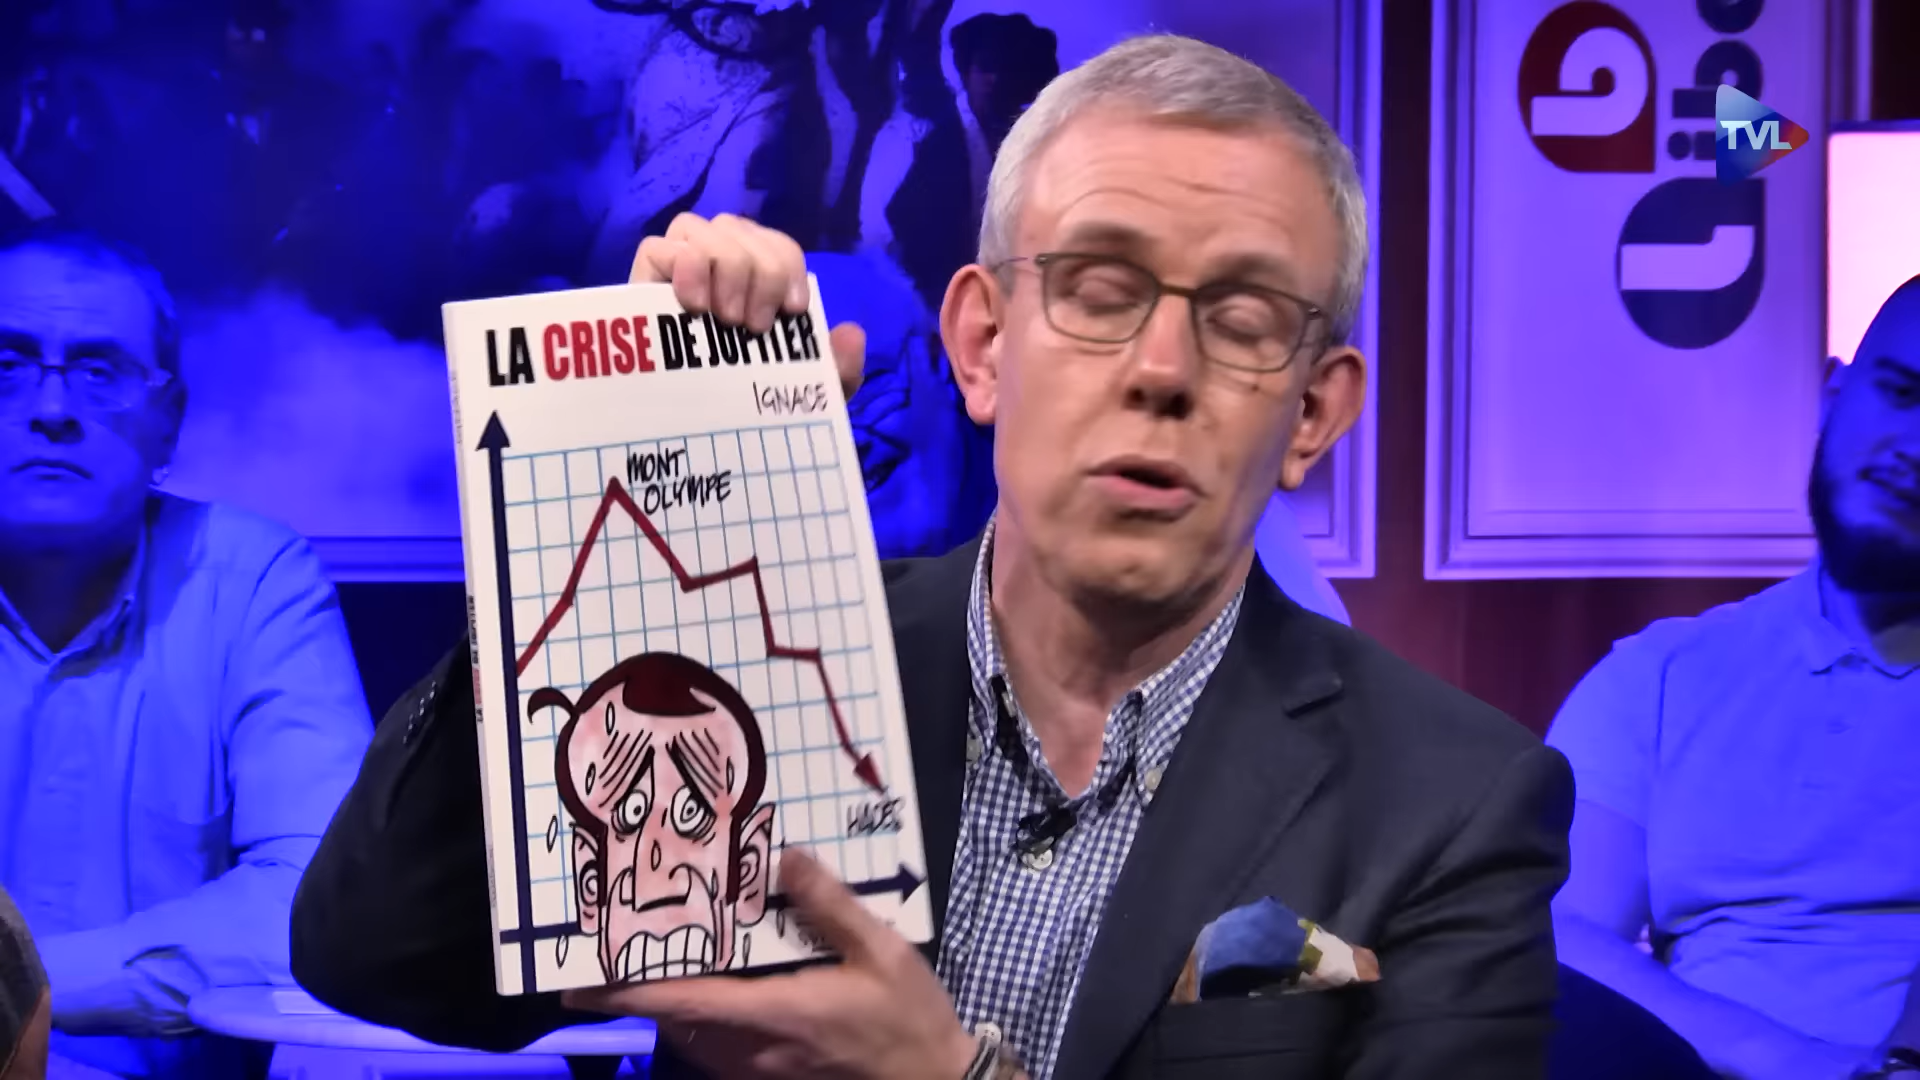 TVL
LA CRISE DE JUPITER
IGNACE
MONT
OLYMPE
HADES